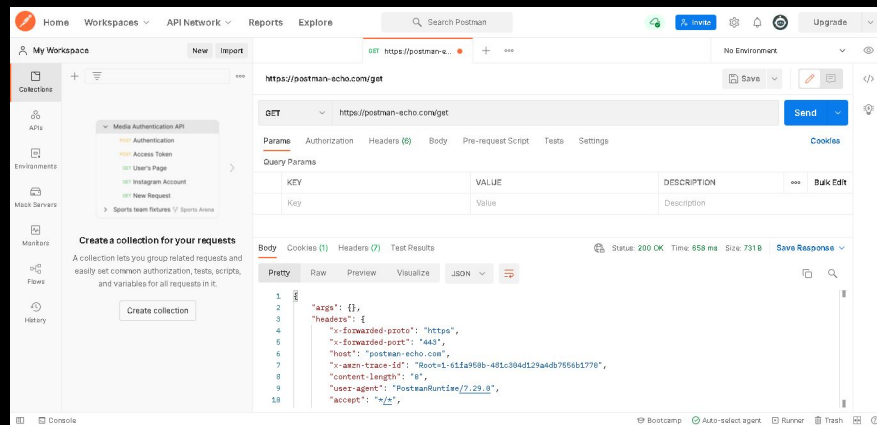 Home Workspaces API Network Reports Explore Search Postman Invite Upgrade
My Workspace New Import GET https://postman-e... No Environment
Collections
APIs
Environments
Mock Servers
Monitors
Flows
History
Media Authentication API
POST Authentication
POST Access Token
GET User's Page
GET Instagram Account
GET New Request
Sports team fixtures Sports Arena
Create a collection for your requests
A collection lets you group related requests and
easily set common authorization, tests, scripts,
and variables for all requests in it.
Create collection
https://postman-echo.com/get Save
GET https://postman-echo.com/get Send
Params Authorization Headers (6) Body Pre-request Script Tests Settings Cookies
Query Params
KEY VALUE DESCRIPTION Bulk Edit
Key Value Description
Body Cookies (1) Headers (7) Test Results Status: 200 OK Time: 658 ms Size: 731 B Save Response
Pretty Raw Preview Visualize JSON
1 {
2 "args": {},
3 "headers": {
4 "x-forwarded-proto": "https",
5 "x-forwarded-port": "443",
6 "host": "postman-echo.com",
7 "x-amzn-trace-id":
8 "content-length": "0",
9 "user-agent": "PostmanRuntime/7.29.0",
10 "accept": "*/*",
Console Bootcamp Auto-select agent Runner Trash